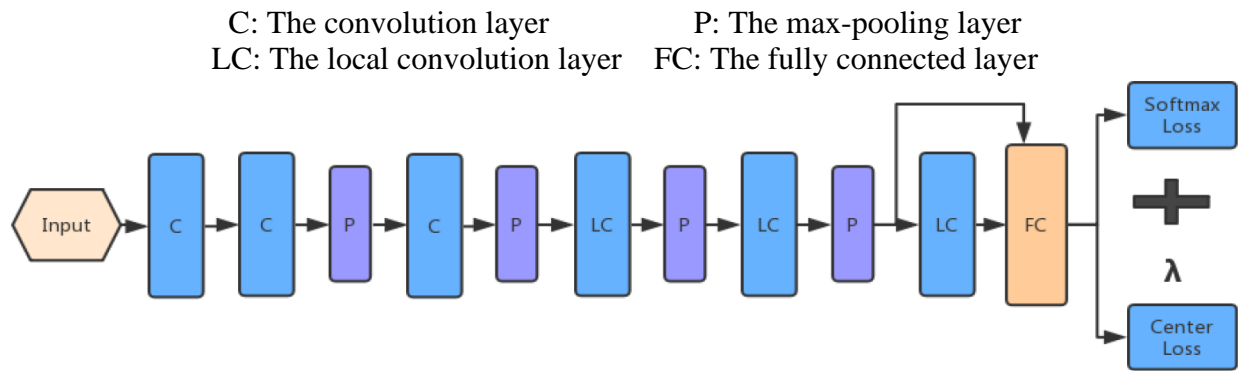 C: The convolution layer P: The max-pooling layer
LC: The local convolution layer FC: The fully connected layer
Input
C
C
P
C
P
LC
P
LC
P
LC
FC
Softmax
Loss
+
λ
Center
Loss